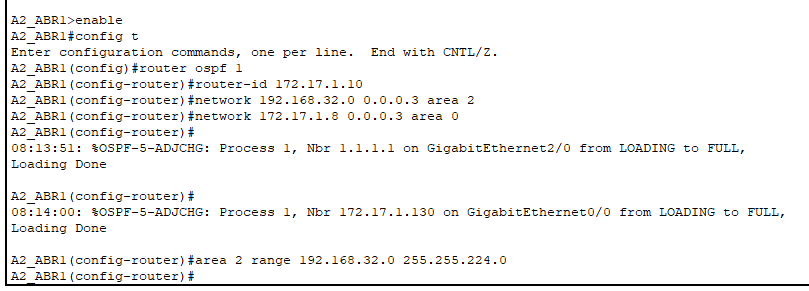 A2_ABR1>enable
A2_ABR1#config t
Enter configuration commands, one per line.  End with CNTL/Z.
A2_ABR1(config)#router ospf 1
A2_ABR1(config-router)#router-id 172.17.1.10
A2_ABR1(config-router)#network 192.168.32.0 0.0.0.3 area 2
A2_ABR1(config-router)#network 172.17.1.8 0.0.0.3 area 0
A2_ABR1(config-router)#
08:13:51: %OSPF-5-ADJCHG: Process 1, Nbr 1.1.1.1 on GigabitEthernet2/0 from LOADING to FULL,
Loading Done
A2_ABR1(config-router)#
08:14:00: %OSPF-5-ADJCHG: Process 1, Nbr 172.17.1.130 on GigabitEthernet0/0 from LOADING to FULL,
Loading Done
A2_ABR1(config-router)#area 2 range 192.168.32.0 255.255.224.0
A2_ABR1(config-router)#